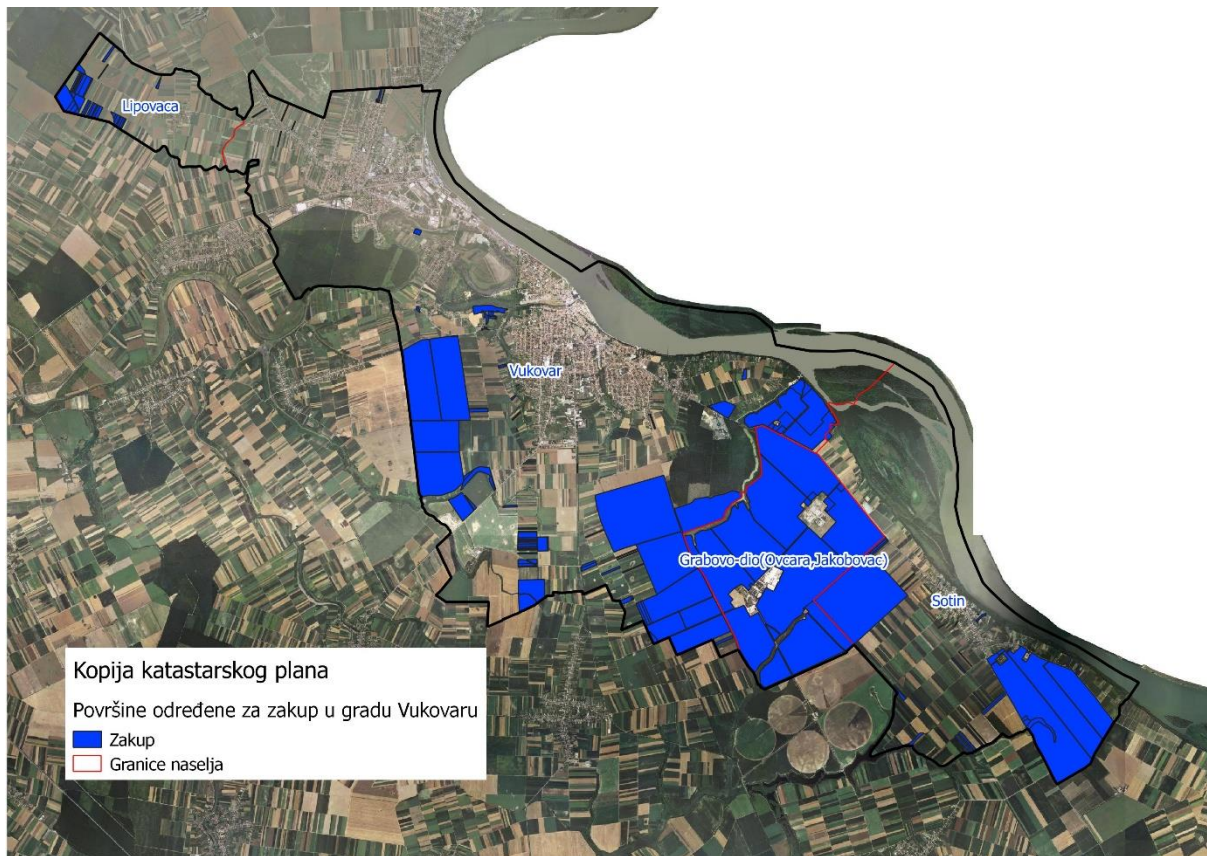 Lipovaca
Vukovar
Grabovo-dio(Ovcara,Jakobovac)
Sotin
Kopija katastarskog plana
Površine određene za zakup u gradu Vukovaru
Zakup
Granice naselja